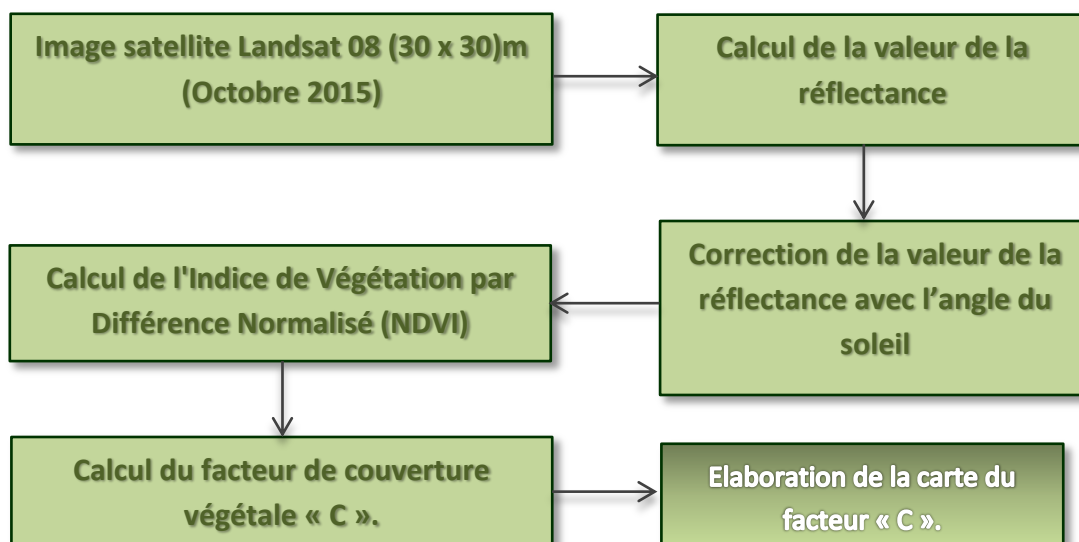 Image satellite Landsat 08 (30 x 30)m
(Octobre 2015)
Calcul de la valeur de la
réflectance
Correction de la valeur de la
réflectance avec l’angle du
soleil
Calcul de l'Indice de Végétation par
Différence Normalisé (NDVI)
Calcul du facteur de couverture
végétale « C ».
Elaboration de la carte du
facteur « C ».